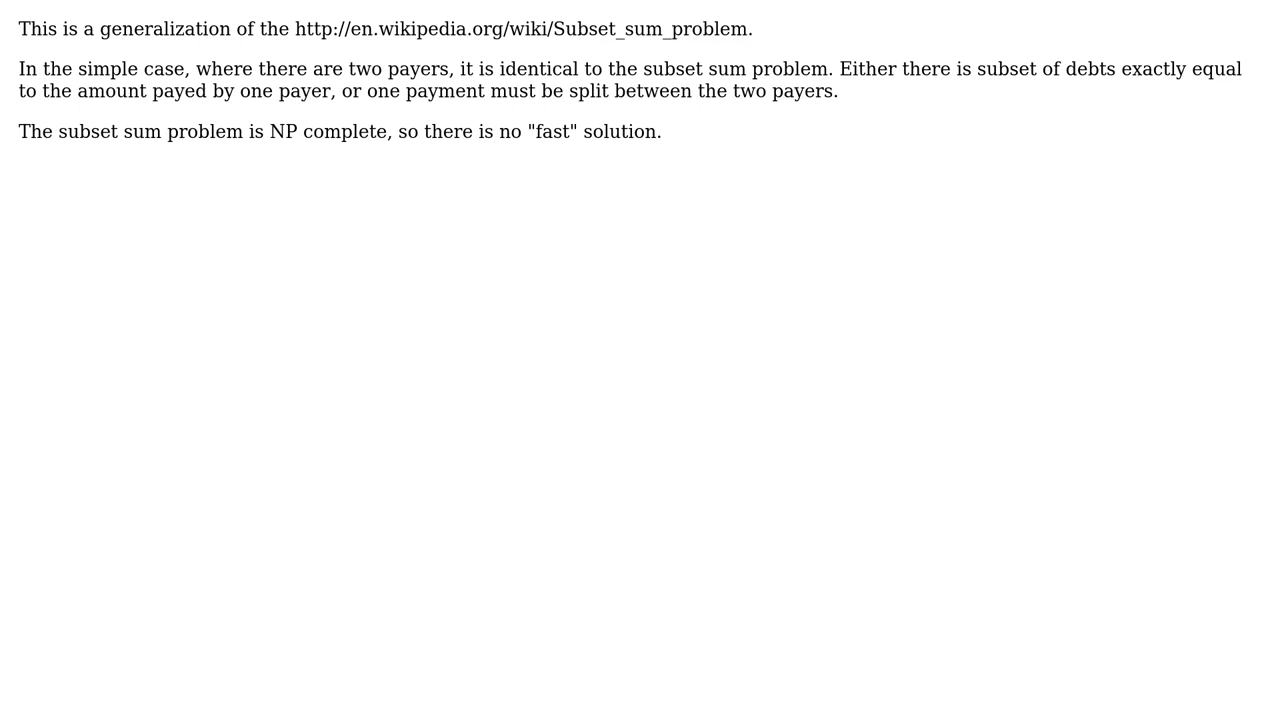 This is a generalization of the http://en.wikipedia.org/wiki/Subset_sum_problem.
In the simple case, where there are two payers, it is identical to the subset sum problem. Either there is subset of debts exactly equal
to the amount payed by one payer, or one payment must be split between the two payers.
The subset sum problem is NP complete, so there is no "fast" solution.